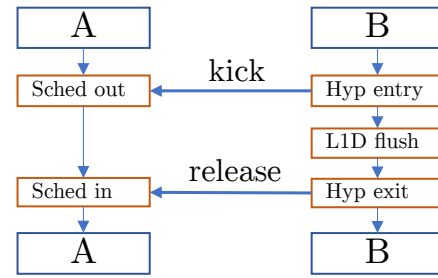 A
B
kick
Sched out
Hyp entry
L1D flush
release
Sched in
Hyp exit
A
B